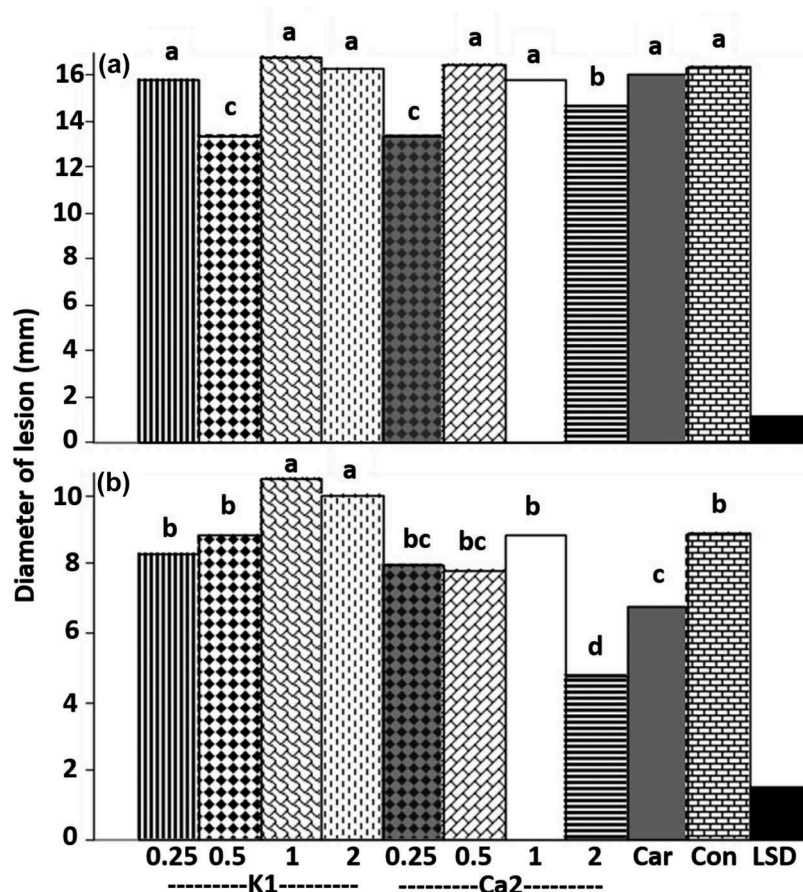 a a a a a a a
(a) c c b
16
14
12
10
8
6
4
2
0
Diameter of lesion (mm)
(b) a a
10 b b bc bc b b
8 c
6 d
4
2
0
0.25 0.5 1 2 0.25 0.5 1 2 Car Con LSD
---------K1--------- ----------Ca2----------